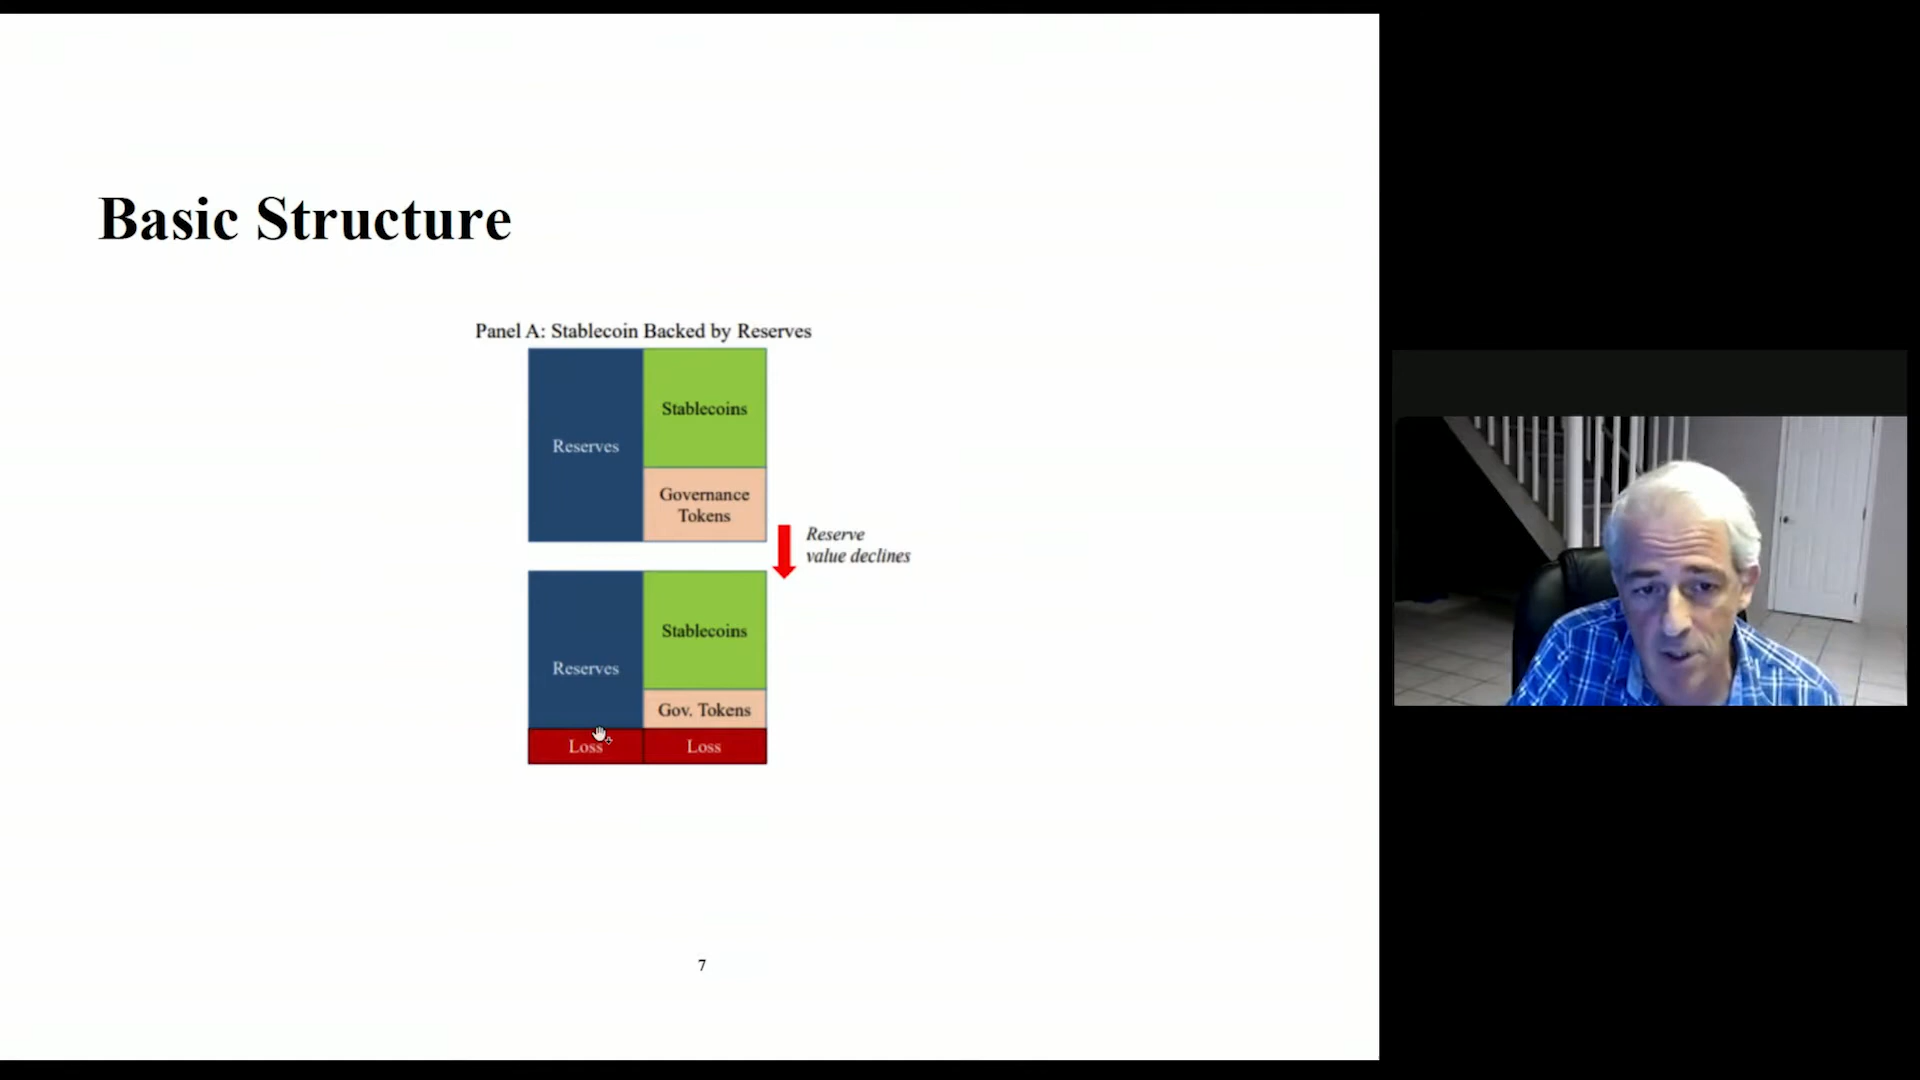 Basic Structure
Panel A: Stablecoin Backed by Reserves
Reserves
Stablecoins
Governance
Tokens
Reserve
value declines
Reserves
Stablecoins
Gov. Tokens
Loss
Loss
7